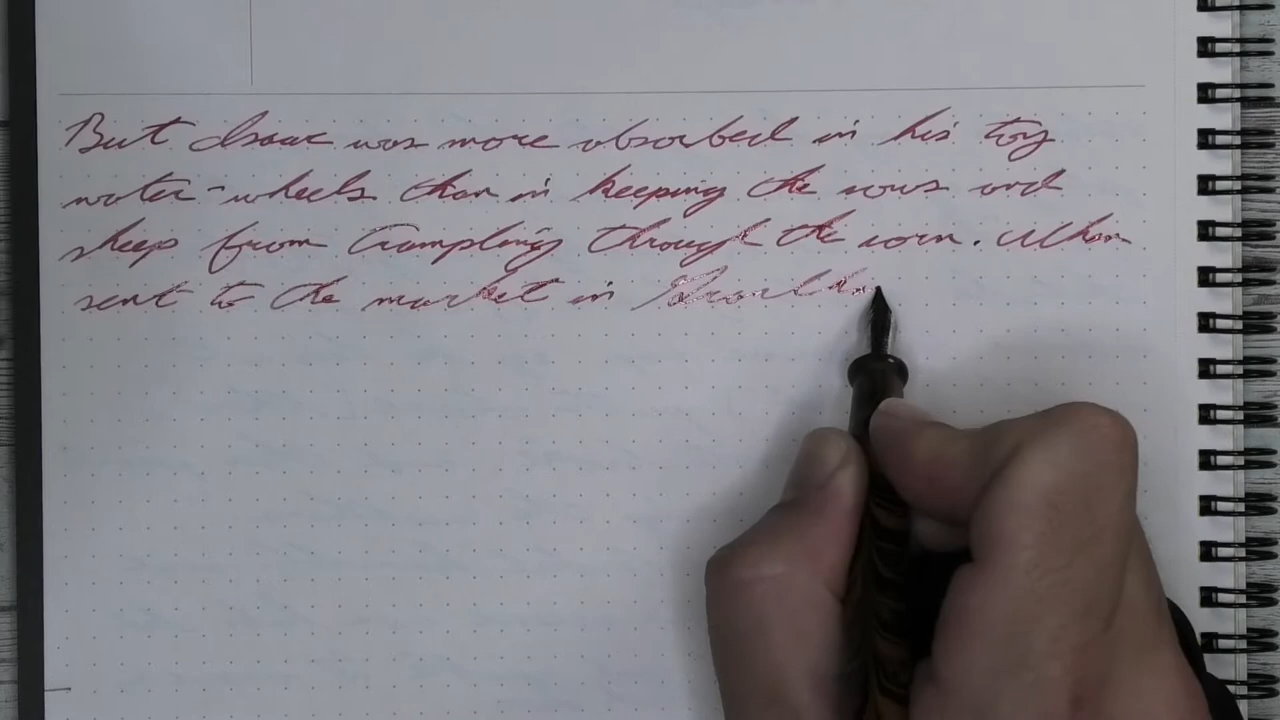 But Isaac was more absorbed in his toy
water-wheels than in keeping the cows and
sheep from trampling through the corn. When
sent to the market in